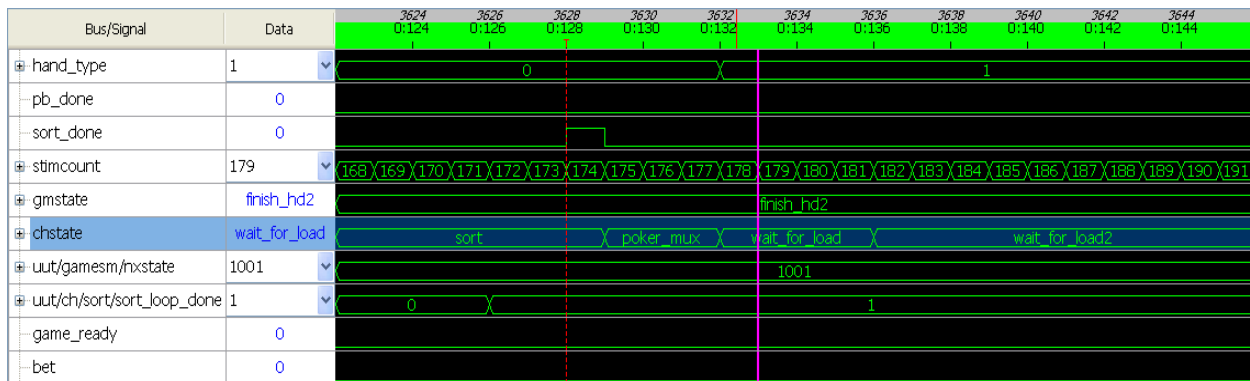 3624 3626 3628 3630 3632 3634 3636 3638 3640 3642 3644
Bus/Signal Data 0:124 0:126 0:128 0:130 0:132 0:134 0:136 0:138 0:140 0:142 0:144
hand_type 1 0 1
pb_done 0
sort_done 0
stimcount 179 168 169 170 171 172 173 174 175 176 177 178 179 180 181 182 183 184 185 186 187 188 189 190 191
gmstate finish_hd2 finish_hd2
chstate wait_for_load sort poker_mux wait_for_load wait_for_load2
uut/gamesm/nxstate 1001 1001
uut/ch/sort/sort_loop_done 1 0 1
game_ready 0
bet 0